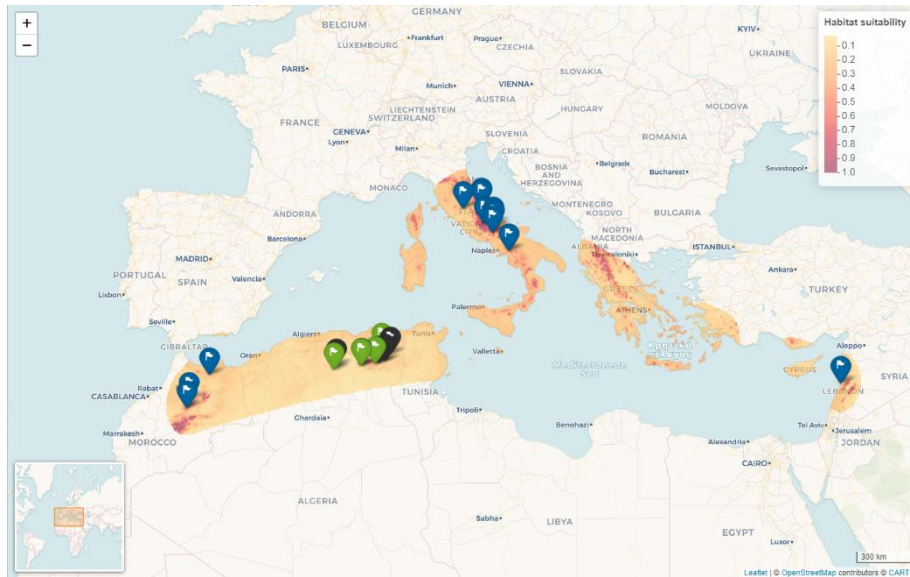 +
−
Habitat suitability
0.1
0.2
0.3
0.4
0.5
0.6
0.7
0.8
0.9
1.0
GERMANY
BELGIUM
Frankfurt
Prague
CZECHIA
KYIV
UKRAINE
LUXEMBOURG
PARIS
SLOVAKIA
Munich
VIENNA
LIECHTENSTEIN
SWITZERLAND
AUSTRIA
HUNGARY
MOLDOVA
FRANCE
GENEVA
Lyon
Milan
SLOVENIA
CROATIA
ROMANIA
BOSNIA
AND
HERZEGOVINA
Belgrade
Bucharest
Sevastopol
MONACO
MONTENEGRO
KOSOVO
BULGARIA
ANDORRA
Barcelona
VATICAN
CITY
NORTH
MACEDONIA
ALBANIA
Thessaloniki
ISTANBUL
Naples
PORTUGAL
MADRID
SPAIN
Valencia
Lisbon
Ankara
TURKEY
GREECE
ATHENS
Palermo
Seville
Algiers
Tunis
GIBRALTAR
Oran
Valletta
Κρητικό
πέλαγος
Aleppo
CYPRUS
SYRIA
LEBANON
Mediterranean
Sea
Rabat
CASABLANCA
TUNISIA
Tripoli
Benghazi
Tel Aviv
Jerusalem
JORDAN
Ghardaia
Marrakesh
MOROCCO
Alexandria
CAIRO
ALGERIA
Sabha
LIBYA
EGYPT
Luxor
300 km
Leaflet | © OpenStreetMap contributors © CART